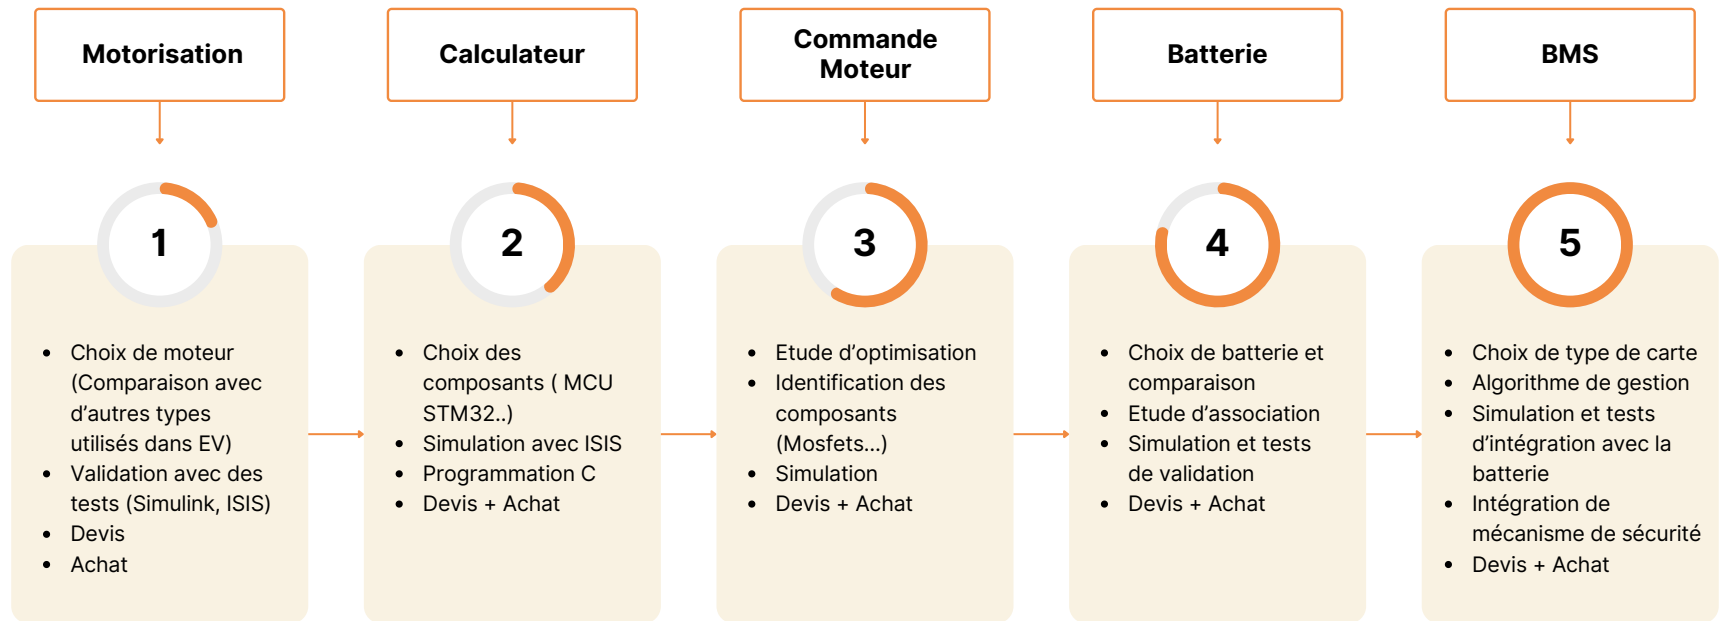 Motorisation
Calculateur
Commande
Moteur
Batterie
BMS
1
2
3
4
5
• Choix de moteur
(Comparaison avec
d’autres types
utilisés dans EV)
• Validation avec des
tests (Simulink, ISIS)
• Devis
• Achat
• Choix des
composants ( MCU
STM32..)
• Simulation avec ISIS
• Programmation C
• Devis + Achat
• Etude d’optimisation
• Identification des
composants
(Mosfets...)
• Simulation
• Devis + Achat
• Choix de batterie et
comparaison
• Etude d’association
• Simulation et tests
de validation
• Devis + Achat
• Choix de type de carte
• Algorithme de gestion
• Simulation et tests
d’intégration avec la
batterie
• Intégration de
mécanisme de sécurité
• Devis + Achat